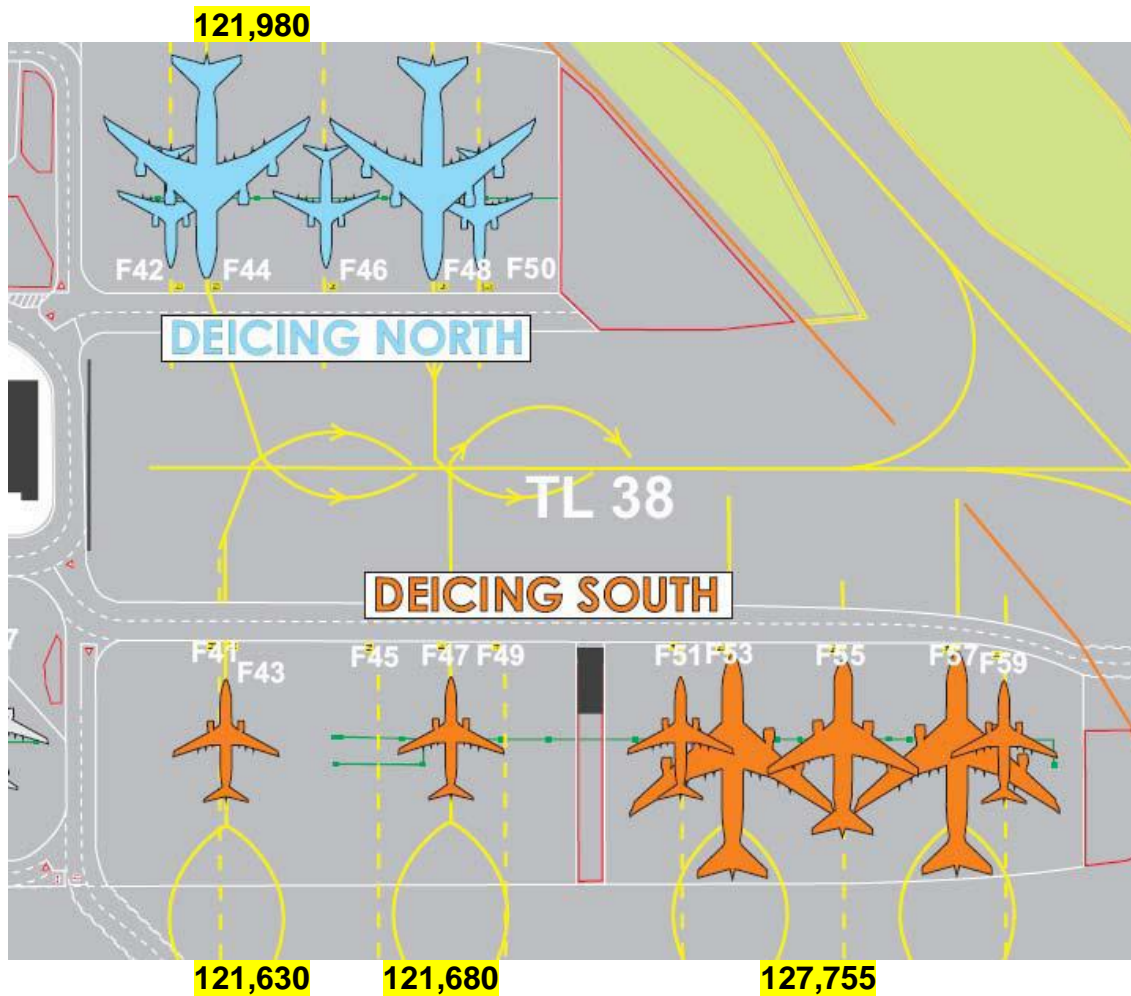 121,980
F42 F44 F46 F48 F50
DEICING NORTH
TL 38
DEICING SOUTH
F41 F43 F45 F47 F49 F51 F53 F55 F57 F59
121,630 121,680 127,755